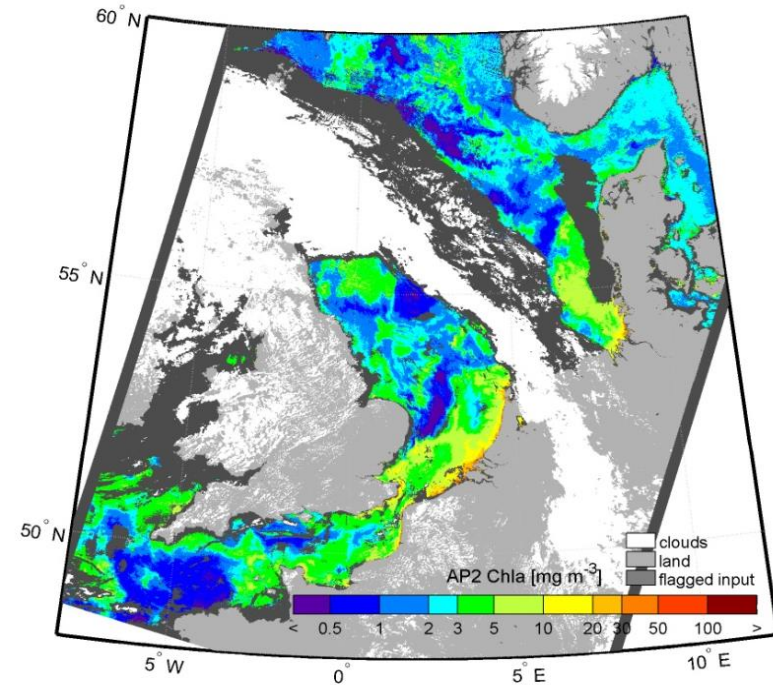 60° N
55° N
50° N
clouds
land
flagged input
AP2 Chla [mg m⁻³]
< 0.5 1 2 3 5 10 20 30 50 100 >
5° W 0° 5° E 10° E